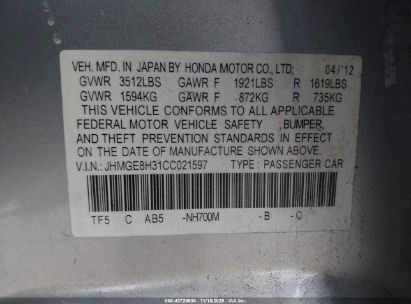 VEH. MFD. IN JAPAN BY HONDA MOTOR CO., LTD; 04/'12
GVWR 3512LBS GAWR F 1921LBS R 1619LBS
GVWR 1594KG GAWR F 872KG R 735KG
THIS VEHICLE CONFORMS TO ALL APPLICABLE
FEDERAL MOTOR VEHICLE SAFETY ,BUMPER,
AND THEFT PREVENTION STANDARDS IN EFFECT
ON THE DATE OF MANUFACTURE SHOWN ABOVE.
V.I.N.: JHMGE8H31CC021597 TYPE : PASSENGER CAR
TF5 C AB5 -NH700M -B -C